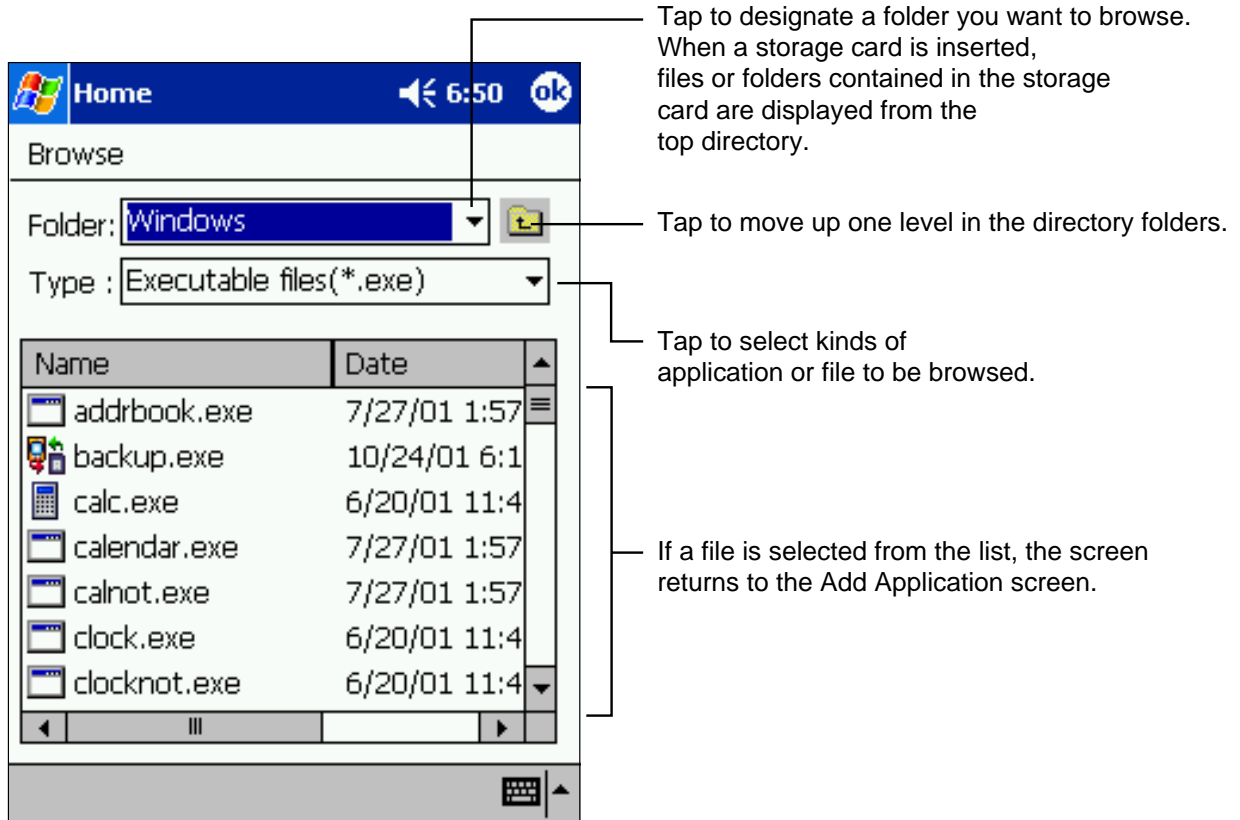 Tap to designate a folder you want to browse.
When a storage card is inserted,
files or folders contained in the storage
card are displayed from the
top directory.
Home 6:50 ok
Browse
Folder: Windows
Tap to move up one level in the directory folders.
Type : Executable files(*.exe)
Tap to select kinds of
application or file to be browsed.
Name Date
addrbook.exe 7/27/01 1:57
backup.exe 10/24/01 6:1
calc.exe 6/20/01 11:4
calendar.exe 7/27/01 1:57
calnot.exe 7/27/01 1:57
clock.exe 6/20/01 11:4
clocknot.exe 6/20/01 11:4
If a file is selected from the list, the screen
returns to the Add Application screen.